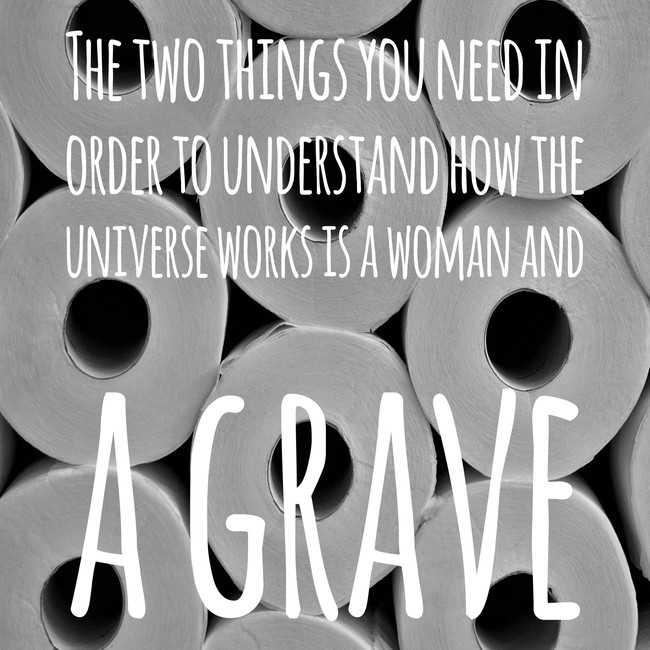 The two things you need in
order to understand how the
universe works is a woman and
a grave